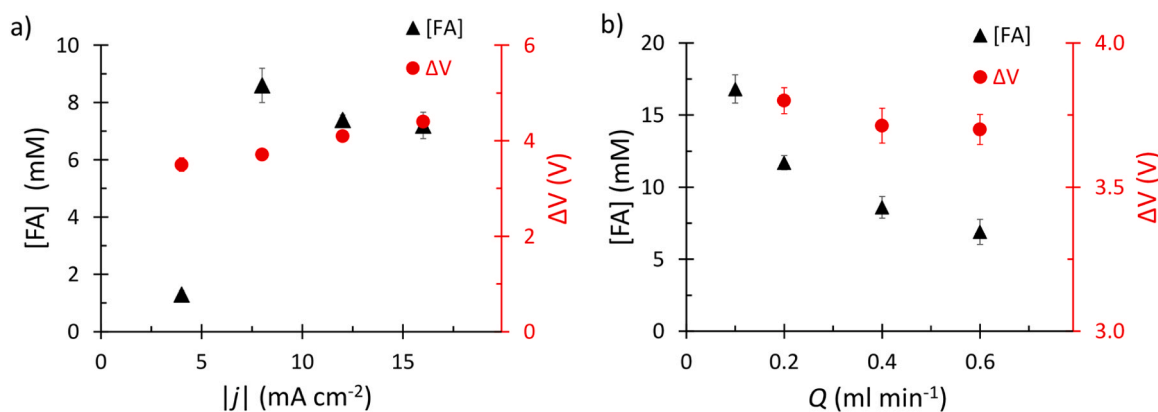 a)
[FA]
ΔV
10
8
6
4
2
0
[FA] (mM)
6
4
2
0
ΔV (V)
0
5
10
15
|j| (mA cm-2)
b)
[FA]
ΔV
20
15
10
5
0
[FA] (mM)
4.0
3.5
3.0
ΔV (V)
0
0.2
0.4
0.6
Q (ml min-1)